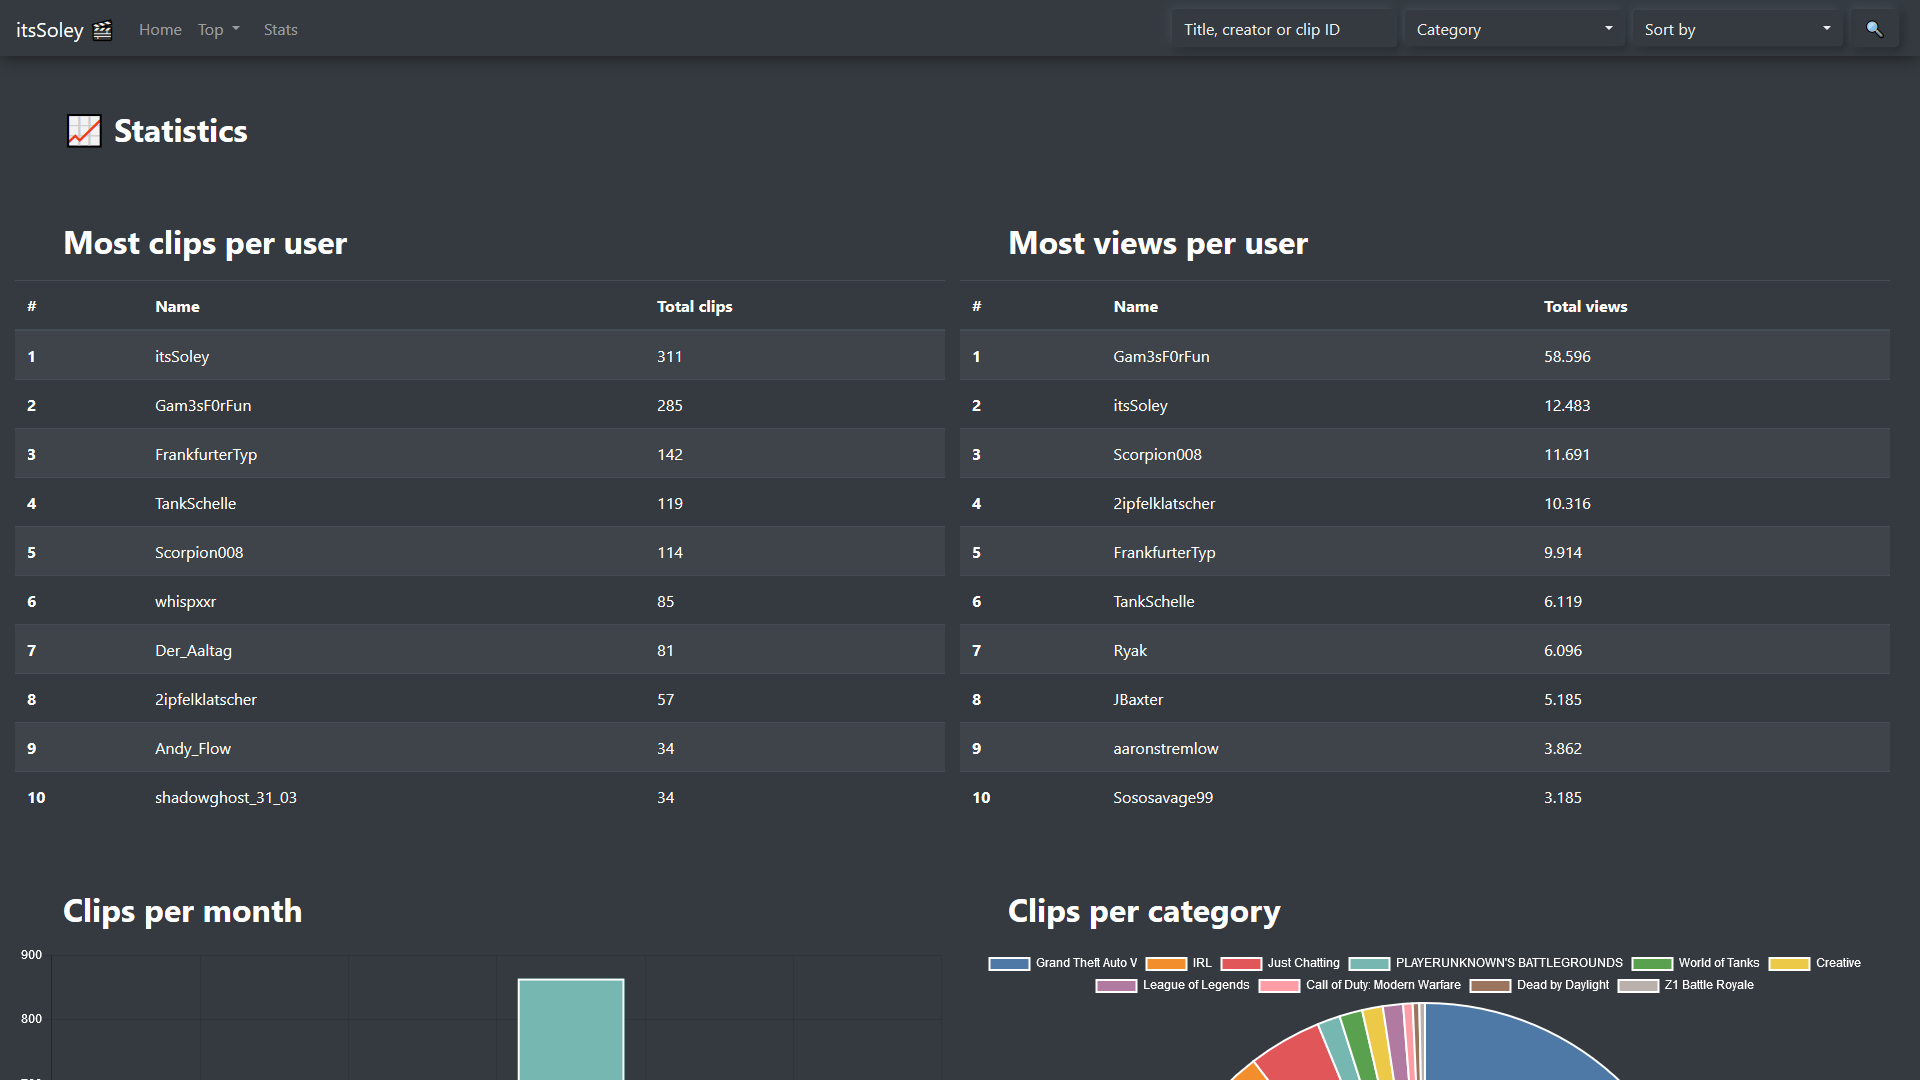 itsSoley Home Top Stats Title, creator or clip ID Category Sort by
Statistics
Most clips per user
# Name Total clips
1 itsSoley 311
2 Gam3sF0rFun 285
3 FrankfurterTyp 142
4 TankSchelle 119
5 Scorpion008 114
6 whispxxr 85
7 Der_Aaltag 81
8 2ipfelklatscher 57
9 Andy_Flow 34
10 shadowghost_31_03 34
Most views per user
# Name Total views
1 Gam3sF0rFun 58.596
2 itsSoley 12.483
3 Scorpion008 11.691
4 2ipfelklatscher 10.316
5 FrankfurterTyp 9.914
6 TankSchelle 6.119
7 Ryak 6.096
8 JBaxter 5.185
9 aaronstremlow 3.862
10 Sososavage99 3.185
Clips per month
900
800
Clips per category
Grand Theft Auto V IRL Just Chatting PLAYERUNKNOWN'S BATTLEGROUNDS World of Tanks Creative
League of Legends Call of Duty: Modern Warfare Dead by Daylight Z1 Battle Royale